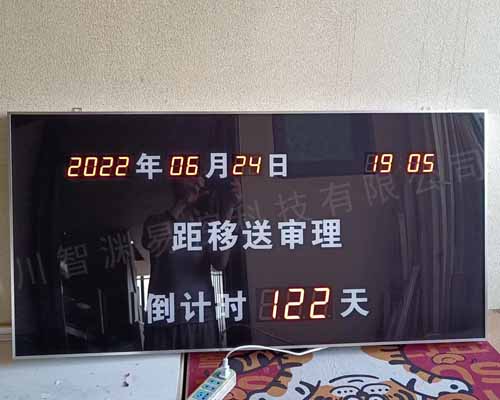 2022年06月24日 19 05
距移送审理
倒计时 122 天
川智渊易联科技有限公司